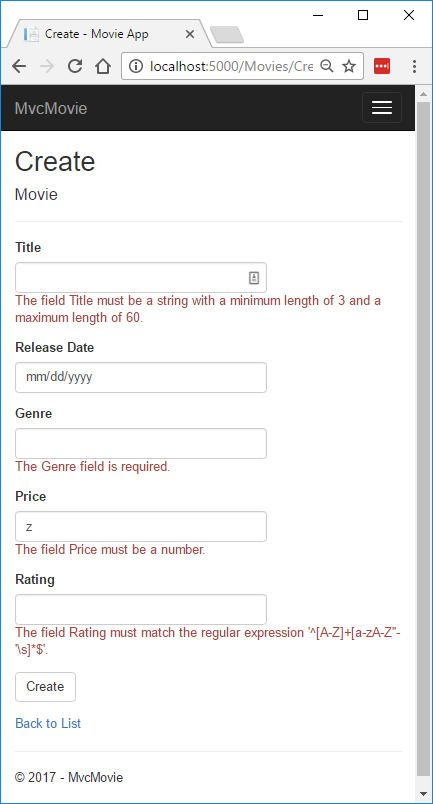 Create - Movie App
localhost:5000/Movies/Cre
MvcMovie
Create
Movie
Title
The field Title must be a string with a minimum length of 3 and a
maximum length of 60.
Release Date
mm/dd/yyyy
Genre
The Genre field is required.
Price
z
The field Price must be a number.
Rating
The field Rating must match the regular expression '^[A-Z]+[a-zA-Z"-
'\s]*$'.
Create
Back to List
© 2017 - MvcMovie